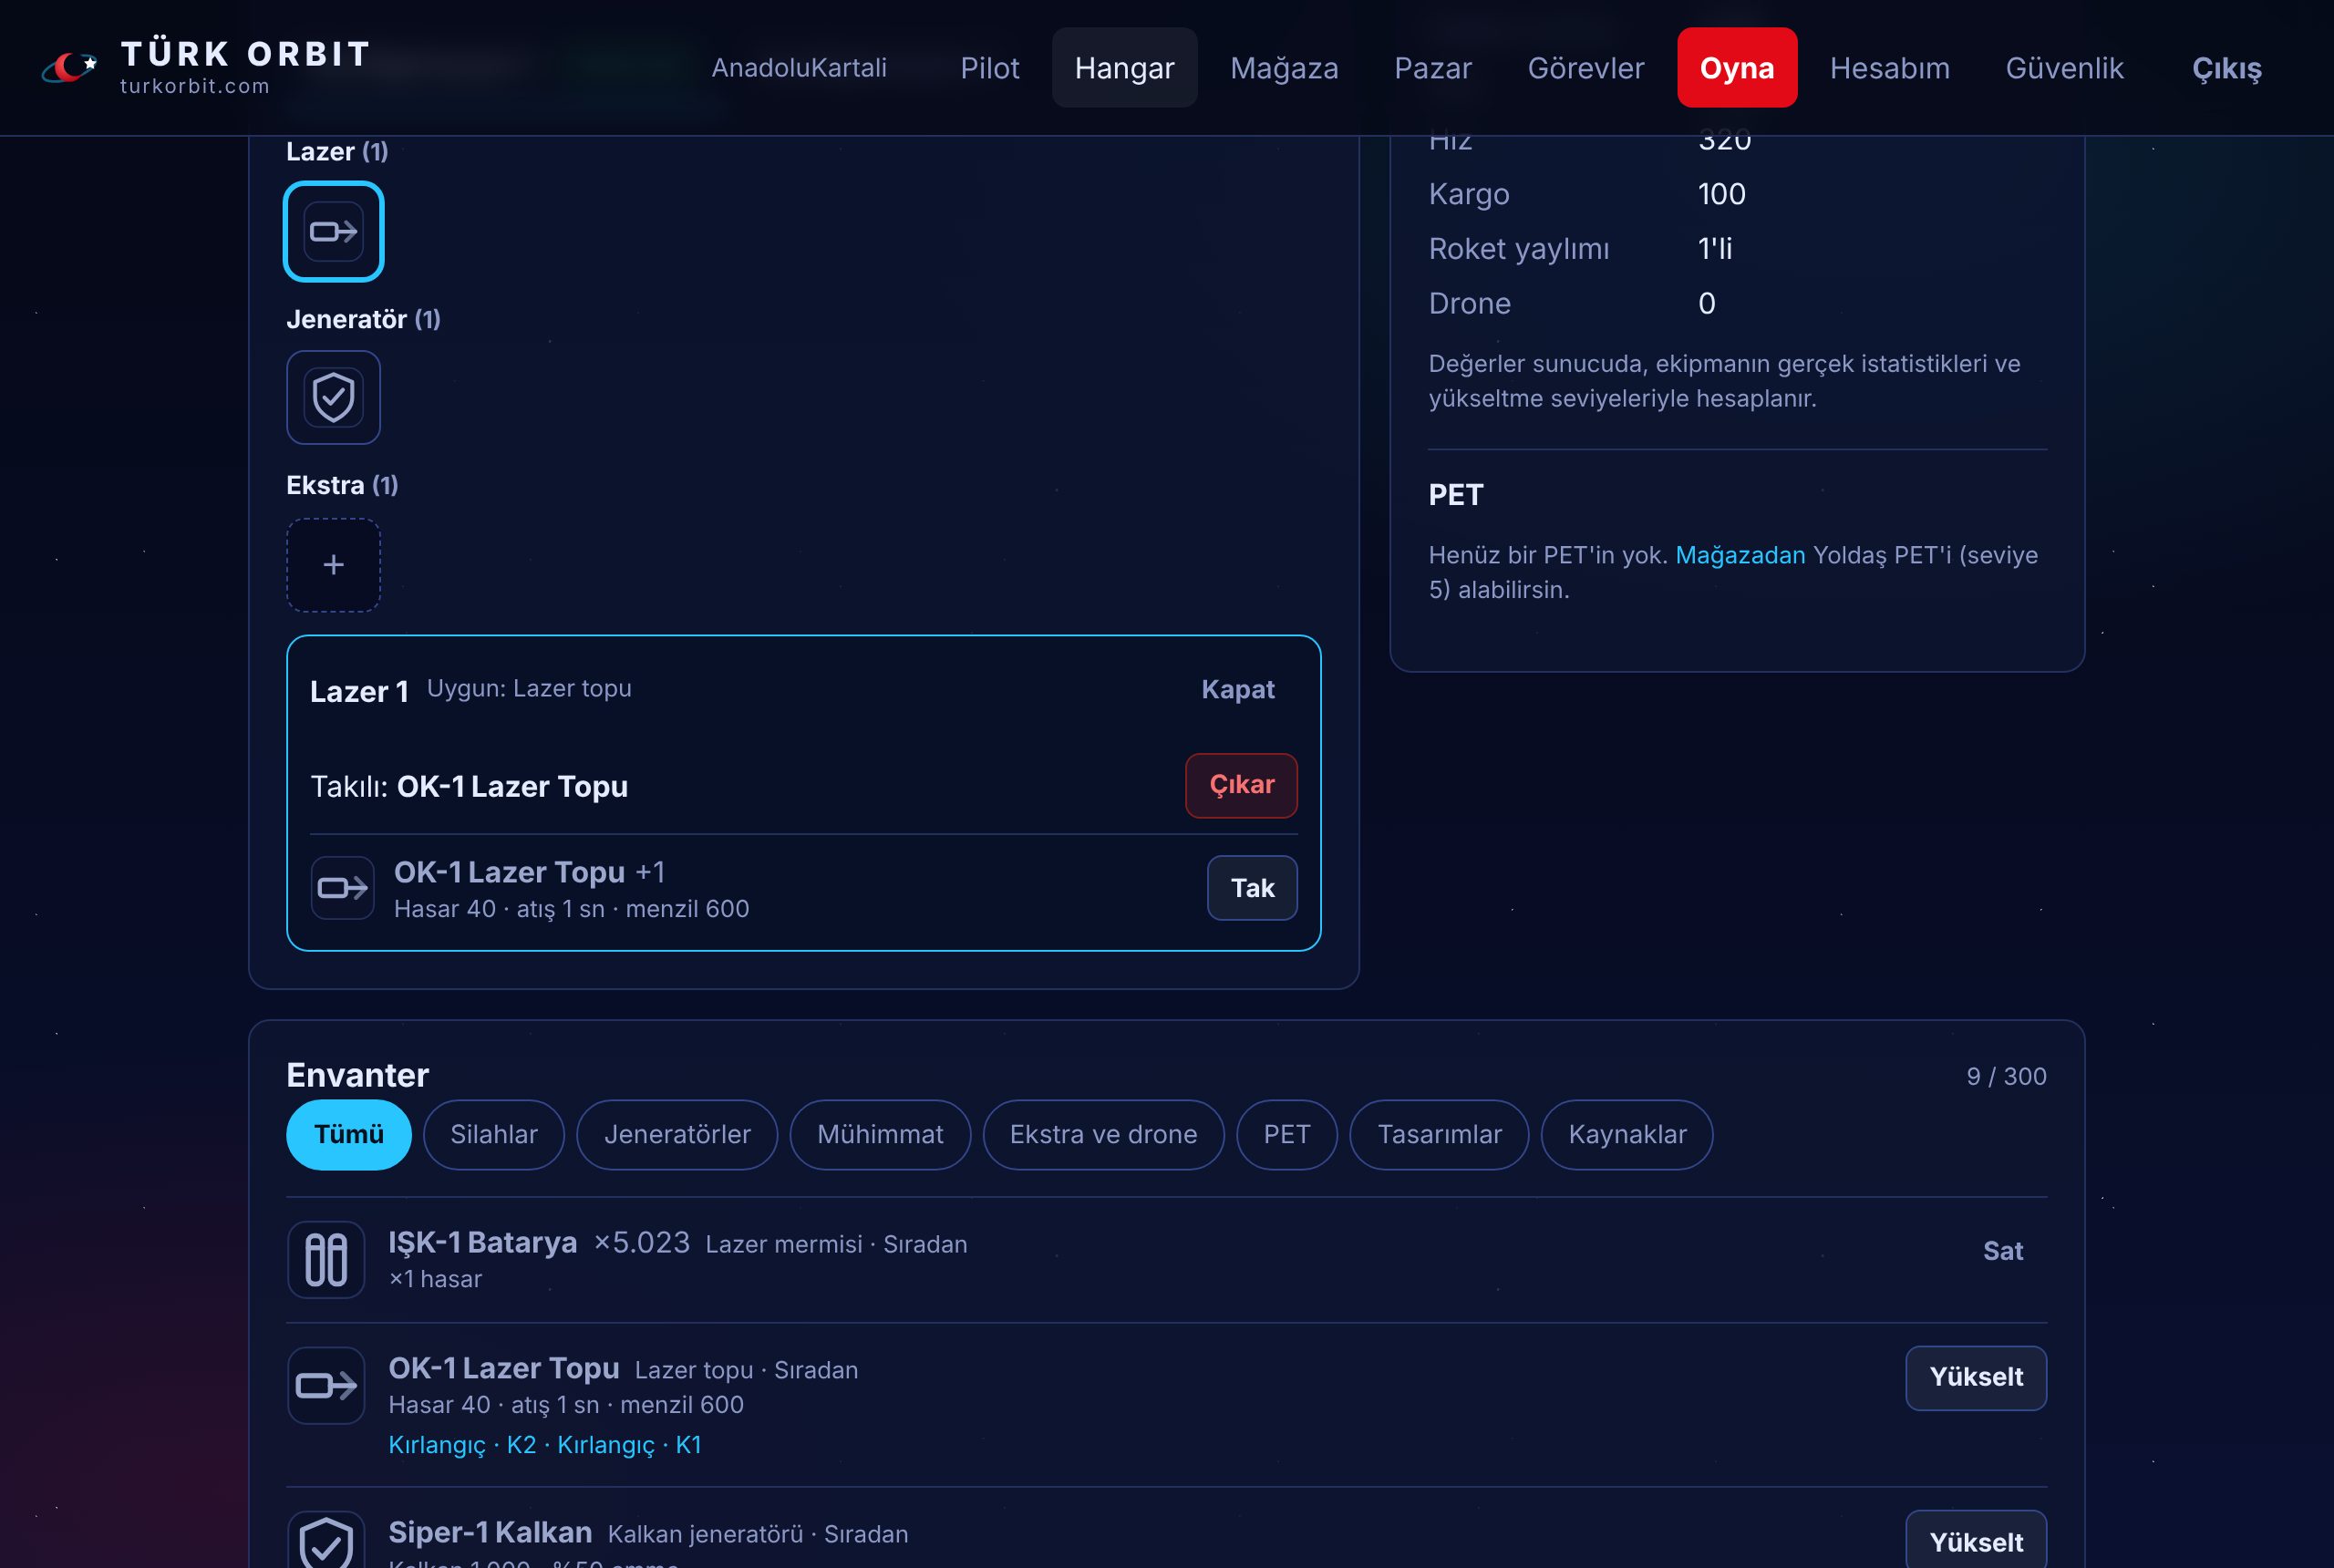 TÜRK ORBIT
turkorbit.com
AnadoluKartali
Pilot
Hangar
Mağaza
Pazar
Görevler
Oyna
Hesabım
Güvenlik
Çıkış
Lazer (1)
Jeneratör (1)
Ekstra (1)
+
Lazer 1 Uygun: Lazer topu
Kapat
Takılı: OK-1 Lazer Topu
Çıkar
OK-1 Lazer Topu +1
Hasar 40 · atış 1 sn · menzil 600
Tak
Hız 320
Kargo 100
Roket yaylımı 1'li
Drone 0
Değerler sunucuda, ekipmanın gerçek istatistikleri ve
yükseltme seviyeleriyle hesaplanır.
PET
Henüz bir PET'in yok. Mağazadan Yoldaş PET'i (seviye
5) alabilirsin.
Envanter
9 / 300
Tümü
Silahlar
Jeneratörler
Mühimmat
Ekstra ve drone
PET
Tasarımlar
Kaynaklar
IŞK-1 Batarya ×5.023 Lazer mermisi · Sıradan
×1 hasar
Sat
OK-1 Lazer Topu Lazer topu · Sıradan
Hasar 40 · atış 1 sn · menzil 600
Kırlangıç · K2 · Kırlangıç · K1
Yükselt
Siper-1 Kalkan Kalkan jeneratörü · Sıradan
Yükselt